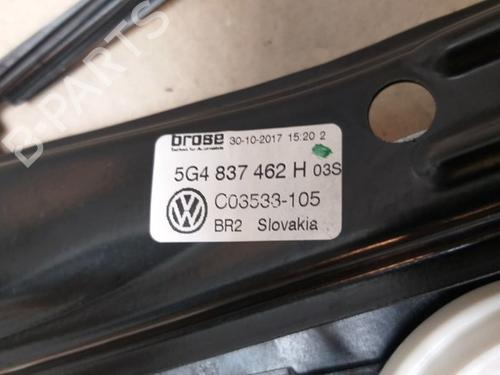 B-PARTS
brose 30-10-2017 15:20 2
5G4 837 462 H 03S
C03533-105
BR2 Slovakia